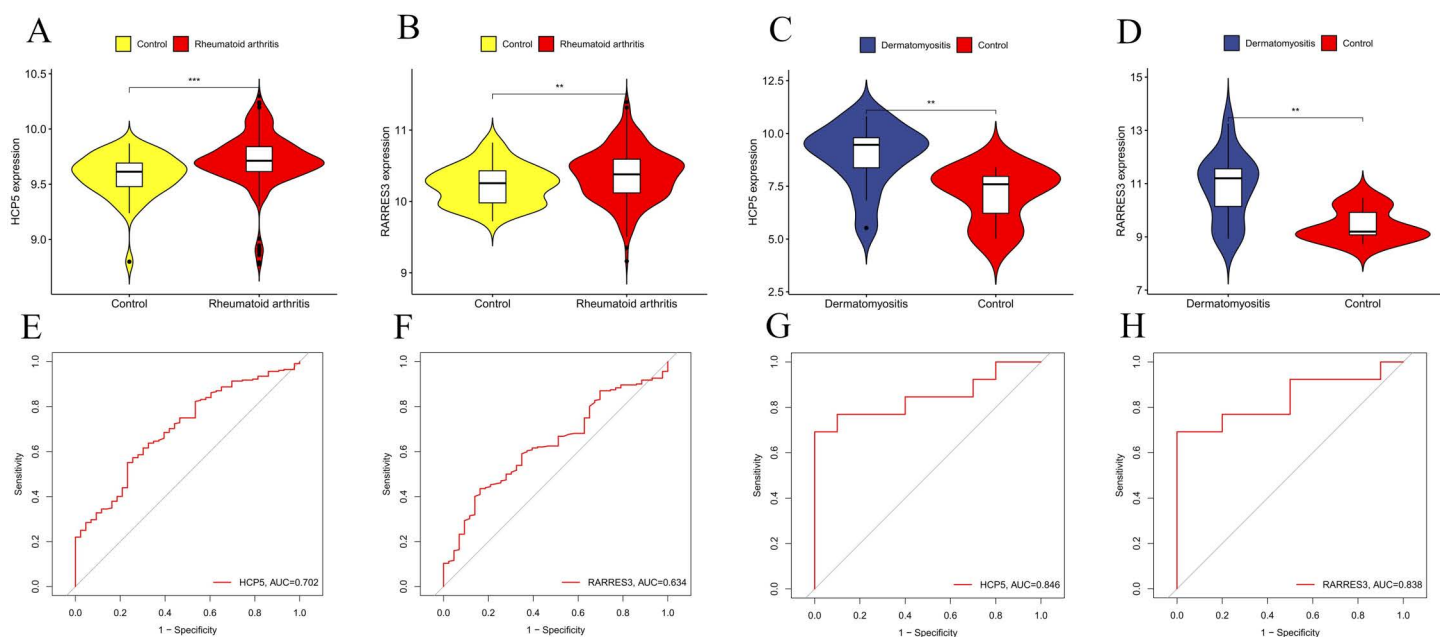 A
Control Rheumatoid arthritis
HCP5 expression
10.5
10.0
9.5
9.0
***
Control Rheumatoid arthritis
B
Control Rheumatoid arthritis
RARRES3 expression
11
10
9
**
Control Rheumatoid arthritis
C
Dermatomyositis Control
HCP5 expression
12.5
10.0
7.5
5.0
2.5
**
Dermatomyositis Control
D
Dermatomyositis Control
RARRES3 expression
15
13
11
9
7
**
Dermatomyositis Control
E
Sensitivity
1.0
0.8
0.6
0.4
0.2
0.0
HCP5, AUC=0.702
0.0 0.2 0.4 0.6 0.8 1.0
1 − Specificity
F
Sensitivity
1.0
0.8
0.6
0.4
0.2
0.0
RARRES3, AUC=0.634
0.0 0.2 0.4 0.6 0.8 1.0
1 − Specificity
G
Sensitivity
1.0
0.8
0.6
0.4
0.2
0.0
HCP5, AUC=0.846
0.0 0.2 0.4 0.6 0.8 1.0
1 − Specificity
H
Sensitivity
1.0
0.8
0.6
0.4
0.2
0.0
RARRES3, AUC=0.838
0.0 0.2 0.4 0.6 0.8 1.0
1 − Specificity